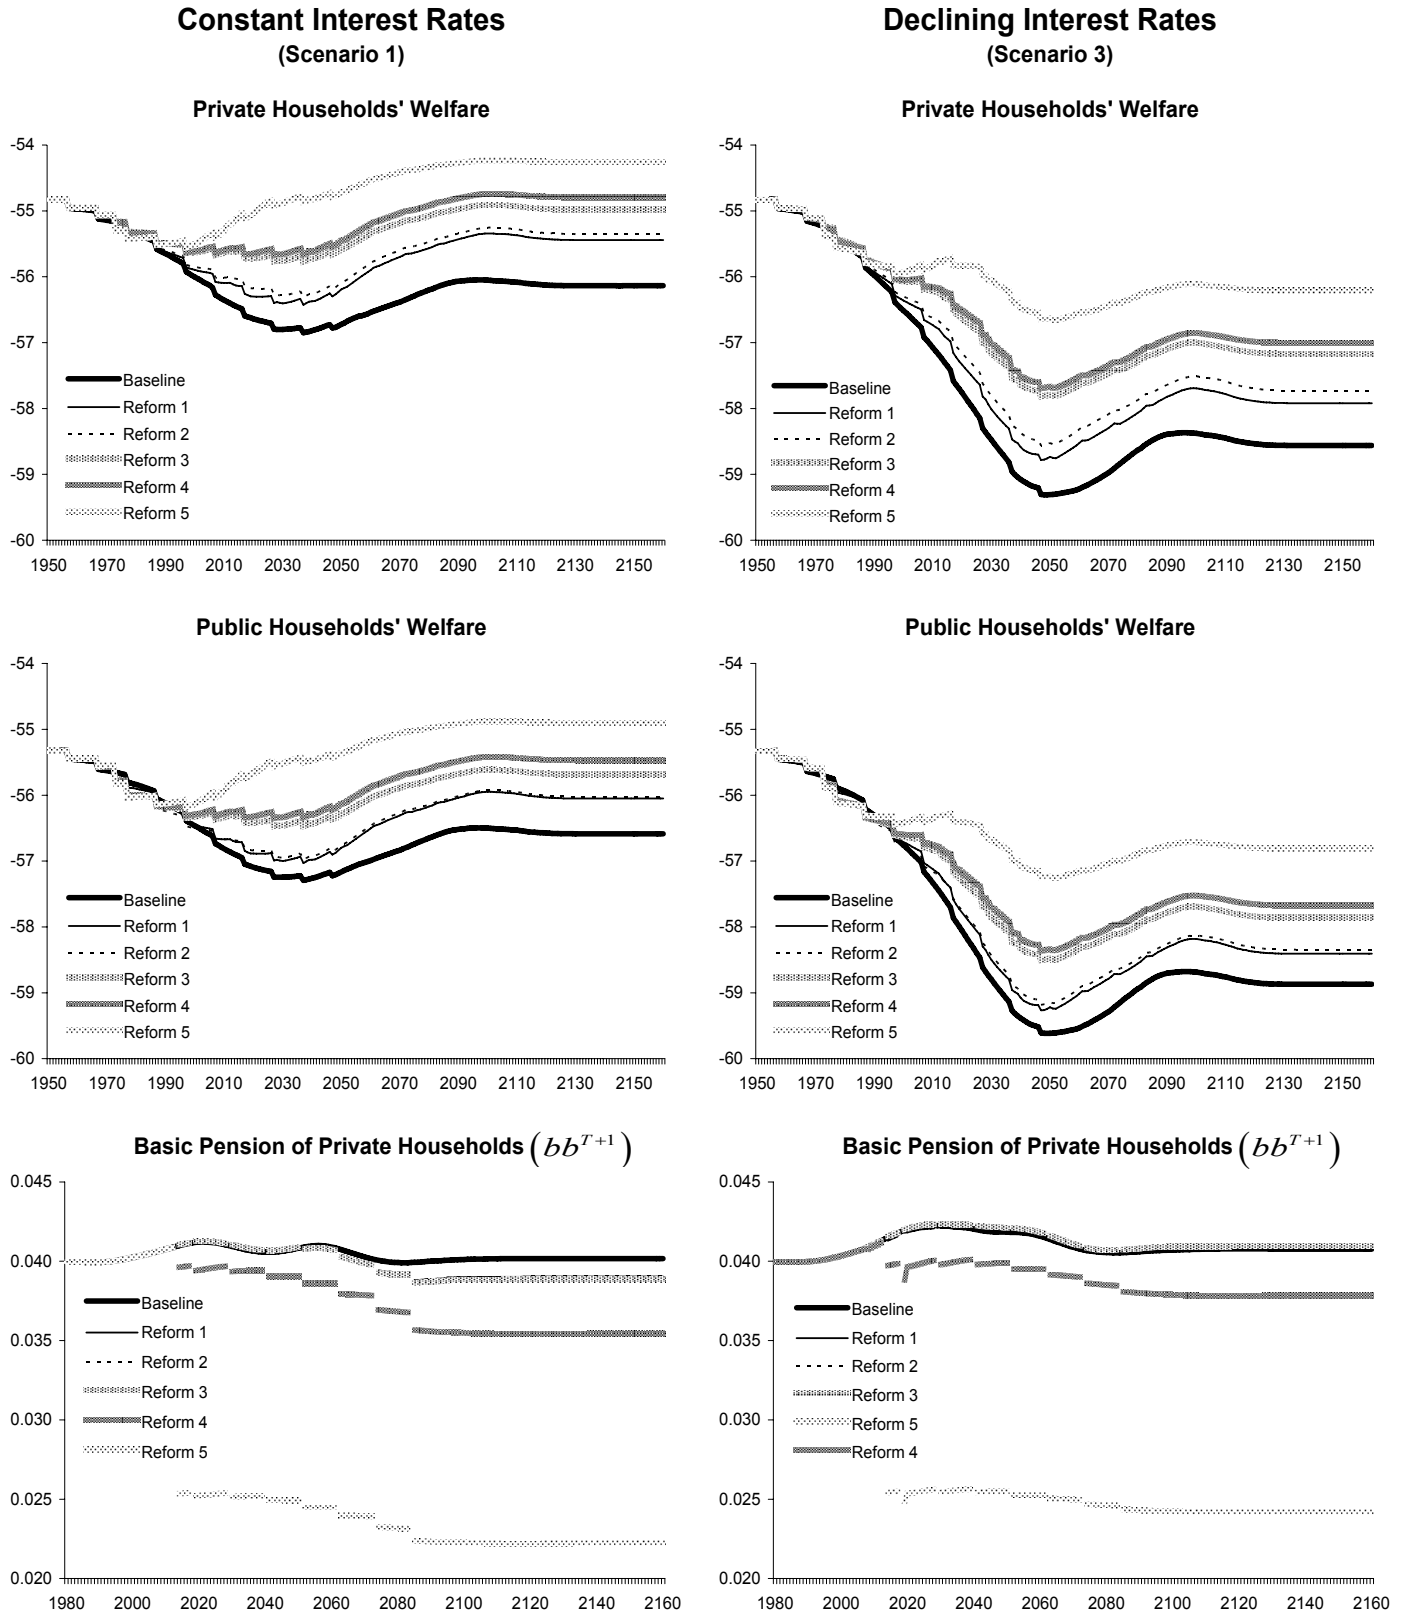 Constant Interest Rates
(Scenario 1)
Declining Interest Rates
(Scenario 3)
Private Households' Welfare
-54
-55
-56
-57
-58
-59
-60
Baseline
Reform 1
Reform 2
Reform 3
Reform 4
Reform 5
1950 1970 1990 2010 2030 2050 2070 2090 2110 2130 2150
Private Households' Welfare
-54
-55
-56
-57
-58
-59
-60
Baseline
Reform 1
Reform 2
Reform 3
Reform 4
Reform 5
1950 1970 1990 2010 2030 2050 2070 2090 2110 2130 2150
Public Households' Welfare
-54
-55
-56
-57
-58
-59
-60
Baseline
Reform 1
Reform 2
Reform 3
Reform 4
Reform 5
1950 1970 1990 2010 2030 2050 2070 2090 2110 2130 2150
Public Households' Welfare
-54
-55
-56
-57
-58
-59
-60
Baseline
Reform 1
Reform 2
Reform 3
Reform 4
Reform 5
1950 1970 1990 2010 2030 2050 2070 2090 2110 2130 2150
Basic Pension of Private Households (bb^{T+1})
0.045
0.040
0.035
0.030
0.025
0.020
Baseline
Reform 1
Reform 2
Reform 3
Reform 4
Reform 5
1980 2000 2020 2040 2060 2080 2100 2120 2140 2160
Basic Pension of Private Households (bb^{T+1})
0.045
0.040
0.035
0.030
0.025
0.020
Baseline
Reform 1
Reform 2
Reform 3
Reform 5
Reform 4
1980 2000 2020 2040 2060 2080 2100 2120 2140 2160